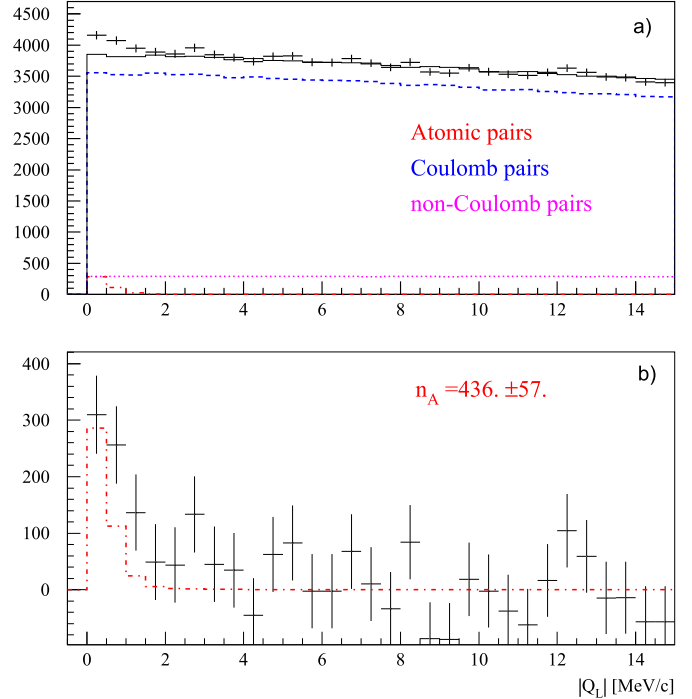 a)
4500
4000
3500
3000
2500
2000
1500
1000
500
0
Atomic pairs
Coulomb pairs
non-Coulomb pairs
0 2 4 6 8 10 12 14
b)
400
300
200
100
0
n_A =436. ±57.
0 2 4 6 8 10 12 14
|Q_L| [MeV/c]